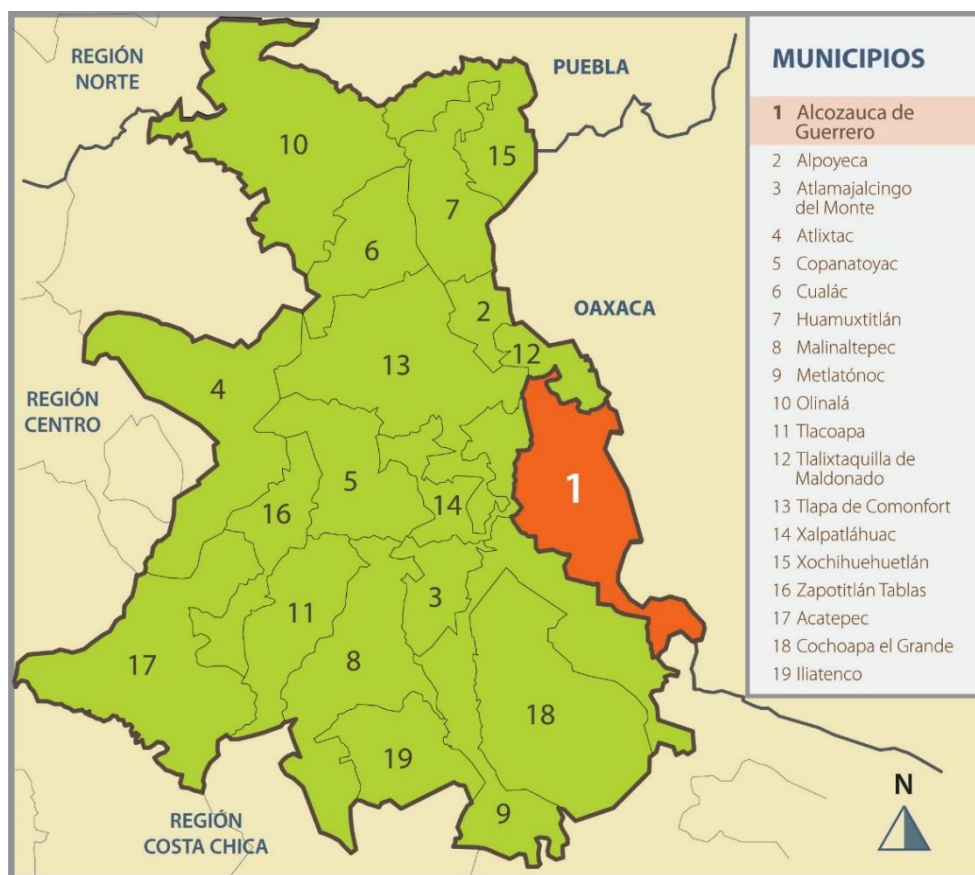 REGIÓN
NORTE
PUEBLA
10
15
7
6
2
OAXACA
12
13
4
REGIÓN
CENTRO
5
1
14
16
3
11
8
17
18
19
9
REGIÓN
COSTA CHICA
N
MUNICIPIOS
1 Alcozauca de
Guerrero
2 Alpoyeca
3 Atlamajalcingo
del Monte
4 Atlixtac
5 Copanatoyac
6 Cualác
7 Huamuxtitlán
8 Malinaltepec
9 Metlatónoc
10 Olinalá
11 Tlacoapa
12 Tlalixtaquilla de
Maldonado
13 Tlapa de Comonfort
14 Xalpatláhuac
15 Xochihuehuetlán
16 Zapotitlán Tablas
17 Acatepec
18 Cochoapa el Grande
19 Iliatenco